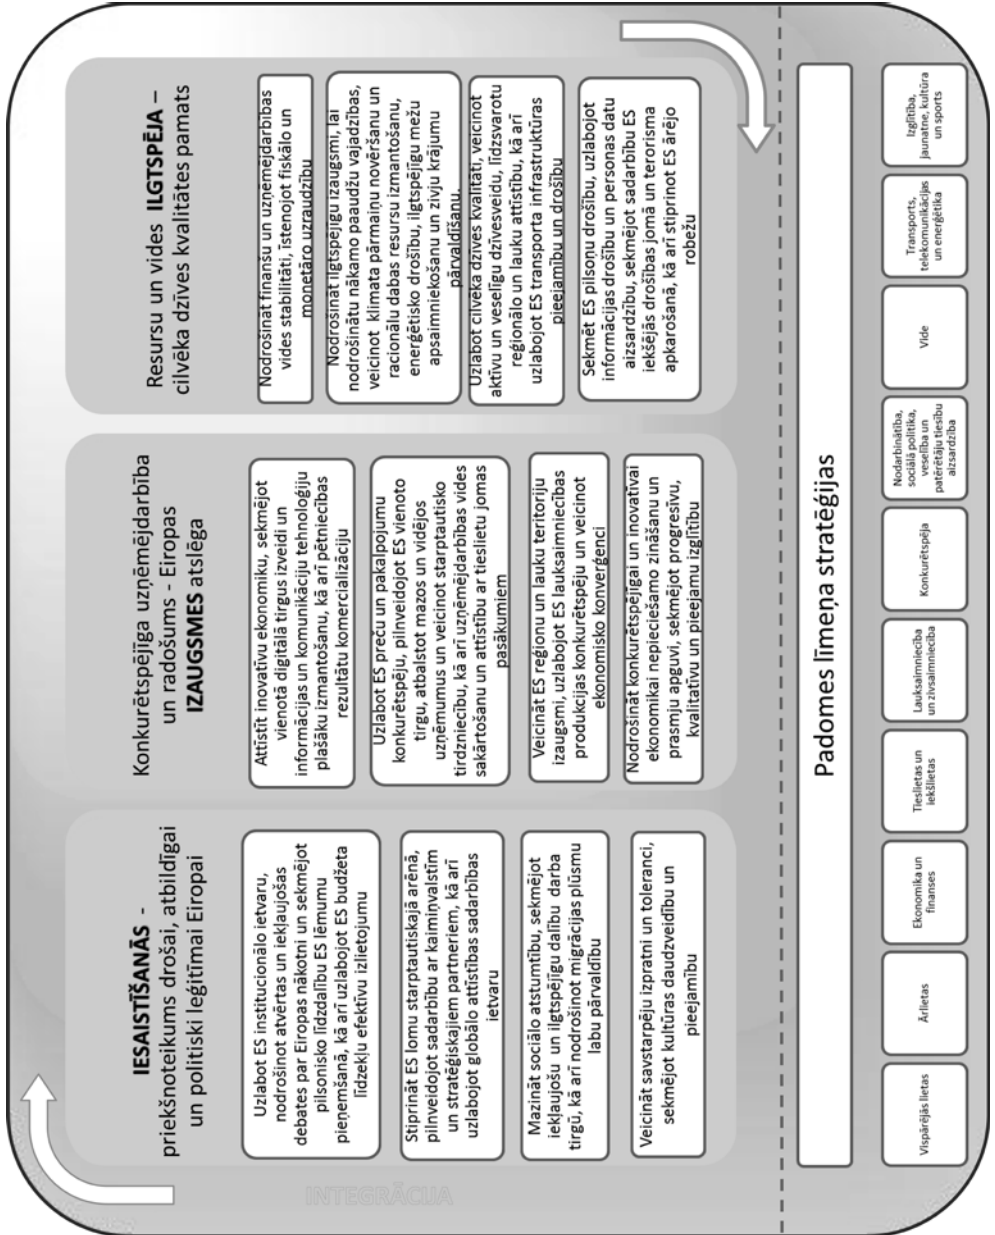 IESAISTĪŠANĀS -
priekšnoteikums drošai, atbildīgai
un politiski leģitīmai Eiropai
Uzlabot ES institucionālo ietvaru,
nodrošinot atvērtas un iekļaujošas
debates par Eiropas nākotni un sekmējot
pilsonisko līdzdalību ES lēmumu
pieņemšanā, kā arī uzlabojot ES budžeta
līdzekļu efektīvu izlietojumu
Stiprināt ES lomu starptautiskajā arēnā,
pilnveidojot sadarbību ar kaimiņvalstīm
un stratēģiskajiem partneriem, kā arī
uzlabojot globālo attīstības sadarbības
ietvaru
Mazināt sociālo atstumtību, sekmējot
iekļaujošu un ilgtspējīgu dalību darba
tirgū, kā arī nodrošinot migrācijas plūsmu
labu pārvaldību
Veicināt savstarpēju izpratni un toleranci,
sekmējot kultūras daudzveidību un
pieejamību
Konkurētspējīga uzņēmējdarbība
un radošums - Eiropas
IZAUGSMES atslēga
Attīstīt inovatīvu ekonomiku, sekmējot
vienotā digitālā tirgus izveidi un
informācijas un komunikāciju tehnoloģiju
plašāku izmantošanu, kā arī pētniecības
rezultātu komercializāciju
Uzlabot ES preču un pakalpojumu
konkurētspēju, pilnveidojot ES vienoto
tirgu, atbalstot mazos un vidējos
uzņēmumus un veicinot starptautisko
tirdzniecību, kā arī uzņēmējdarbības vides
sakārtošanu un attīstību ar tieslietu jomas
pasākumiem
Veicināt ES reģionu un lauku teritoriju
izaugsmi, uzlabojot ES lauksaimniecības
produkcijas konkurētspēju un veicinot
ekonomisko konverģenci
Nodrošināt konkurētspējīgai un inovatīvai
ekonomikai nepieciešamo zināšanu un
prasmju apguvi, sekmējot progresīvu,
kvalitatīvu un pieejamu izglītību
Resursu un vides ILGTSPĒJA –
cilvēka dzīves kvalitātes pamats
Nodrošināt finanšu un uzņēmējdarbības
vides stabilitāti, īstenojot fiskālo un
monetāro uzraudzību
Nodrošināt ilgtspējīgu izaugsmi, lai
nodrošinātu nākamo paaudžu vajadzības,
veicinot klimata pārmaiņu novēršanu un
racionālu dabas resursu izmantošanu,
enerģētisko drošību, ilgtspējīgu mežu
apsaimniekošanu un zivju krājumu
pārvaldīšanu.
Uzlabot cilvēka dzīves kvalitāti, veicinot
aktīvu un veselīgu dzīvesveidu, līdzsvarotu
reģionālo un lauku attīstību, kā arī
uzlabojot ES transporta infrastruktūras
pieejamību un drošību
Sekmēt ES pilsoņu drošību, uzlabojot
informācijas drošību un personas datu
aizsardzību, sekmējot sadarbību ES
iekšējās drošības jomā un terorisma
apkarošanā, kā arī stiprinot ES ārējo
robežu
INTEGRĀCIJA
Padomes līmeņa stratēģijas
Vispārējās lietas
Ārlietas
Ekonomika un
finanses
Tieslietas un
iekšlietas
Lauksaimniecība
un zivsaimniecība
Konkurētspēja
Nodarbinātība,
sociālā politika,
veselība un
patērētāju tiesību
aizsardzība
Vide
Transports,
telekomunikācijas
un enerģētika
Izglītība,
jaunatne, kultūra
un sports